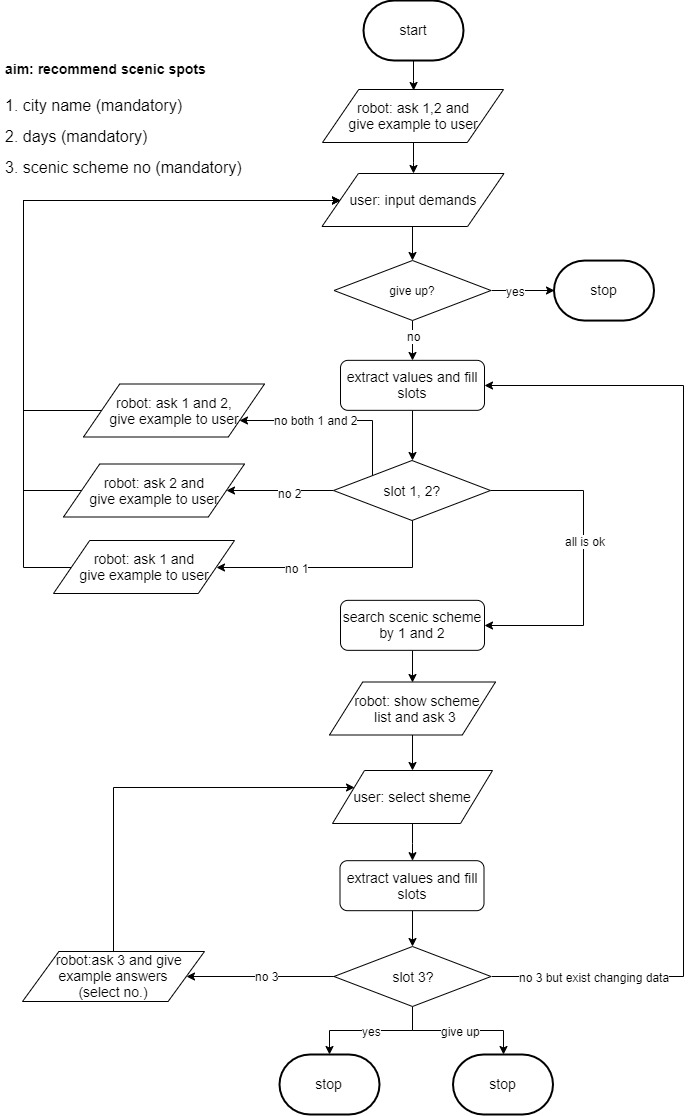 start
aim: recommend scenic spots
1. city name (mandatory)
2. days (mandatory)
3. scenic scheme no (mandatory)
robot: ask 1,2 and
give example to user
user: input demands
give up?
yes
stop
no
extract values and fill
slots
robot: ask 1 and 2,
give example to user
no both 1 and 2
robot: ask 2 and
give example to user
no 2
slot 1, 2?
all is ok
robot: ask 1 and
give example to user
no 1
search scenic scheme
by 1 and 2
robot: show scheme
list and ask 3
user: select sheme
extract values and fill
slots
robot:ask 3 and give
example answers
(select no.)
no 3
slot 3?
no 3 but exist changing data
yes
give up
stop
stop